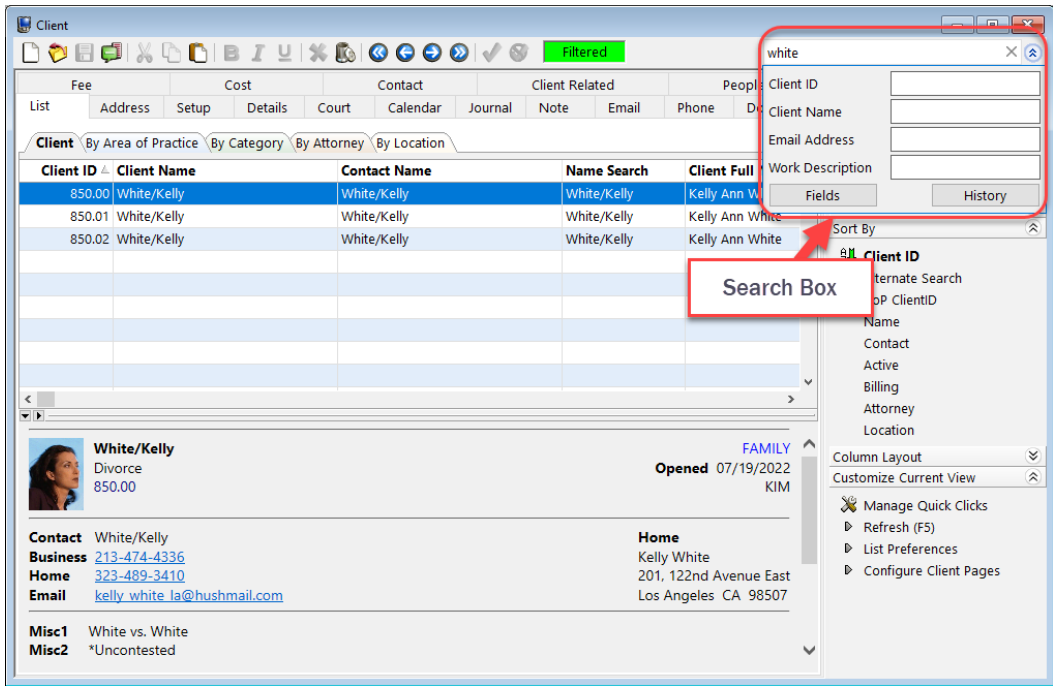 Client
B I U Filtered
white
Fee Cost Contact Client Related People
List Address Setup Details Court Calendar Journal Note Email Phone
Client ID
Client Name
Email Address
Work Description
Fields History
Client By Area of Practice By Category By Attorney By Location
Client ID Client Name Contact Name Name Search Client Full
850.00 White/Kelly White/Kelly White/Kelly Kelly Ann W
850.01 White/Kelly White/Kelly White/Kelly Kelly Ann White
850.02 White/Kelly White/Kelly White/Kelly Kelly Ann White
Search Box
Sort By
Client ID
ternate Search
oP ClientID
Name
Contact
Active
Billing
Attorney
Location
Column Layout
Customize Current View
Manage Quick Clicks
Refresh (F5)
List Preferences
Configure Client Pages
White/Kelly FAMILY
Divorce Opened 07/19/2022
850.00 KIM
Contact White/Kelly Home
Business 213-474-4336 Kelly White
Home 323-489-3410 201, 122nd Avenue East
Email kelly_white_la@hushmail.com Los Angeles CA 98507
Misc1 White vs. White
Misc2 *Uncontested